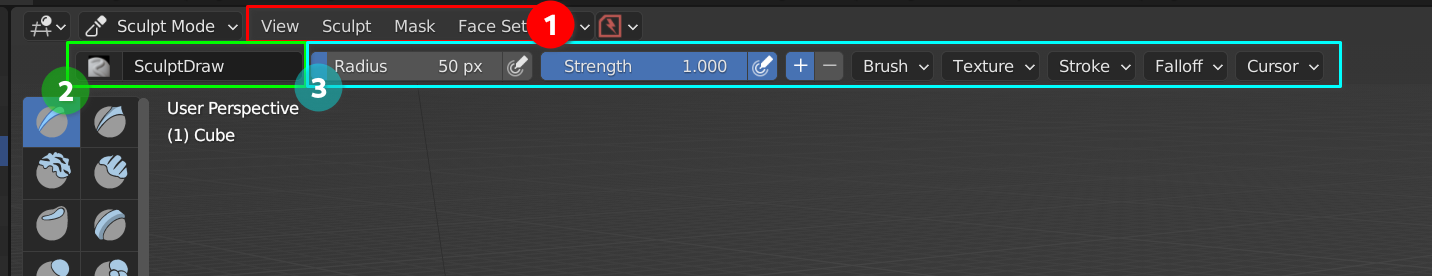 Sculpt Mode View Sculpt Mask Face Set 1
2 SculptDraw 3 Radius 50 px Strength 1.000 + − Brush Texture Stroke Falloff Cursor
User Perspective
(1) Cube